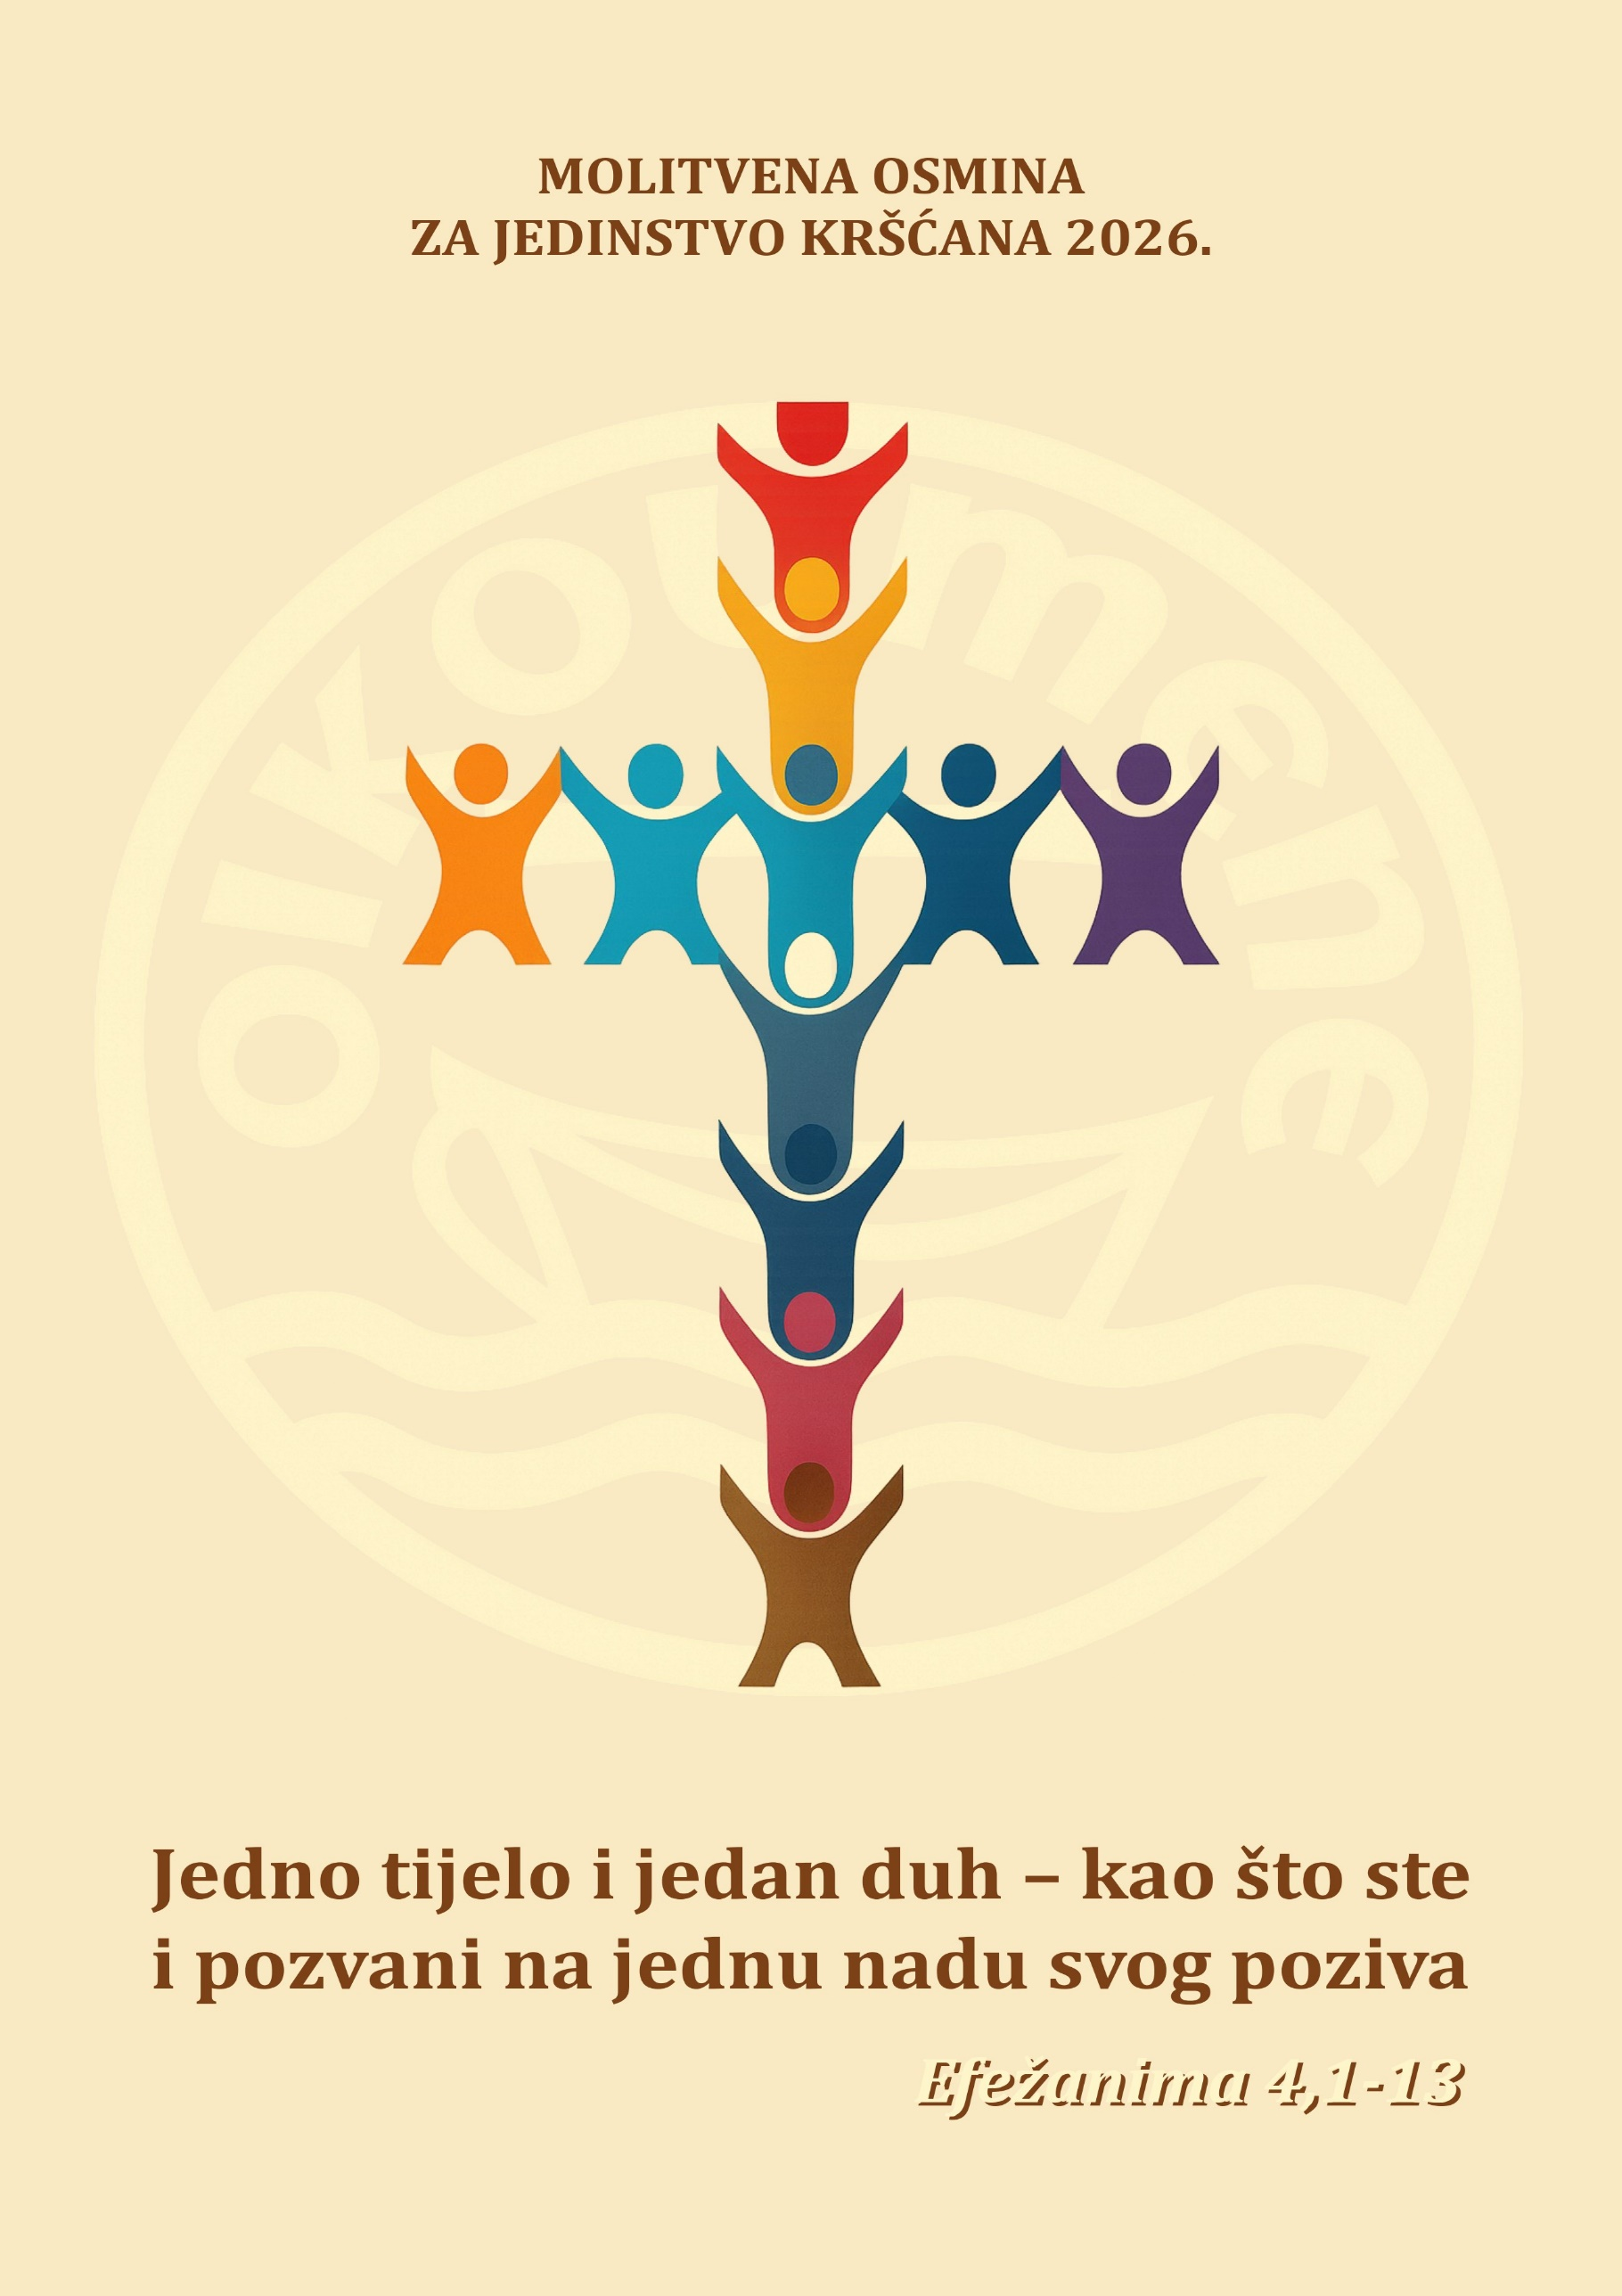 MOLITVENA OSMINA
ZA JEDINSTVO KRŠĆANA 2026.
oikoumene
Jedno tijelo i jedan duh – kao što ste
i pozvani na jednu nadu svog poziva
Efežanima 4,1-13